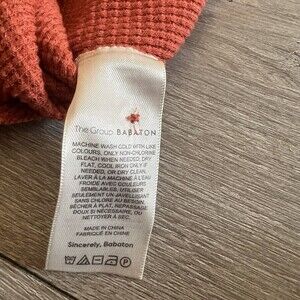 The Group BABATON
MACHINE WASH COLD WITH LIKE
COLOURS, ONLY NON-CHLORINE
BLEACH WHEN NEEDED, DRY
FLAT, COOL IRON ONLY IF
NEEDED, OR DRY CLEAN.
LAVER À LA MACHINE À L'EAU
FROIDE AVEC COULEURS
SEMBLABLES, UTILISER
SEULEMENT UN JAVELLISANT
SANS CHLORE AU BESOIN,
SÉCHER À PLAT, REPASSAGE
DOUX SI NÉCESSAIRE, OU
NETTOYER À SEC.
MADE IN CHINA
FABRIQUÉ EN CHINE
Sincerely, Babaton